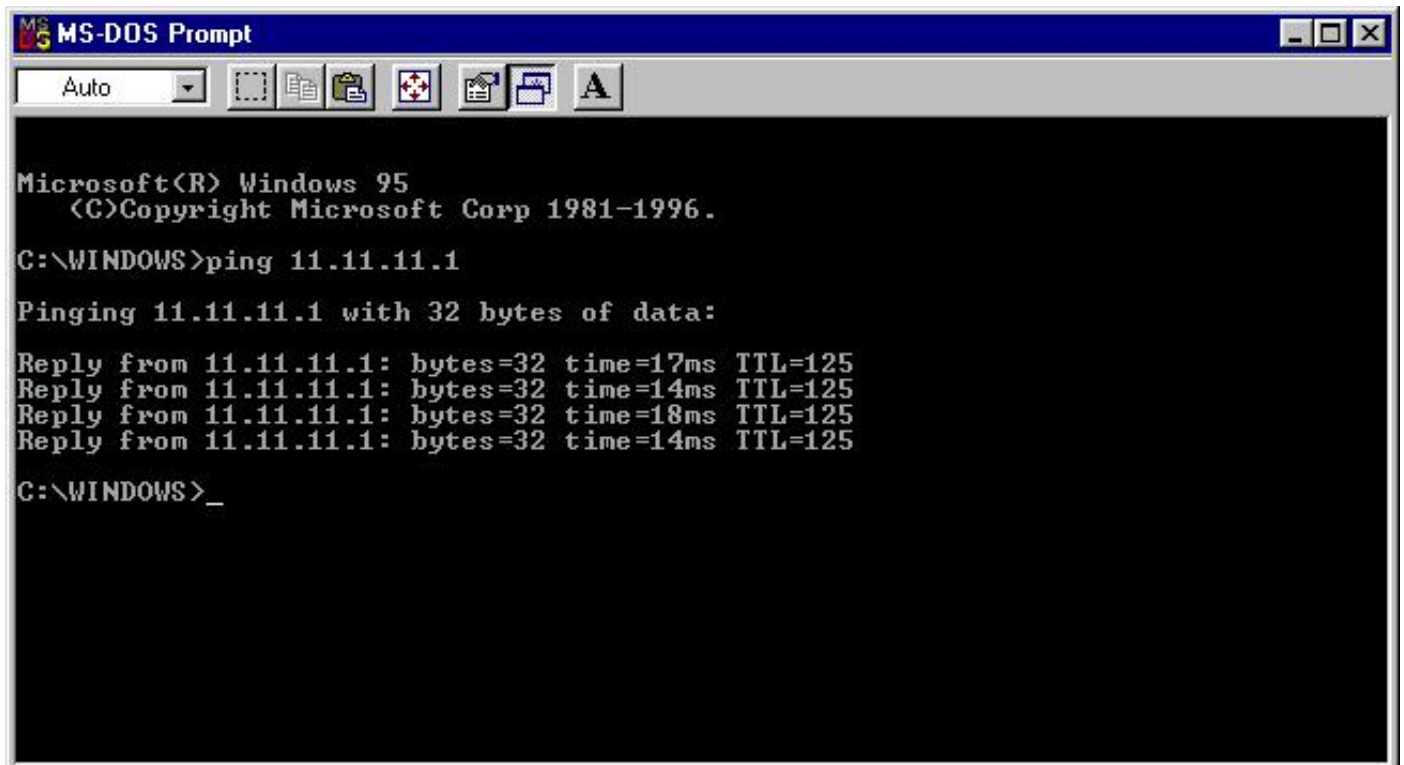 MS-DOS Prompt
Auto
A
Microsoft(R) Windows 95
(C)Copyright Microsoft Corp 1981-1996.
C:\WINDOWS>ping 11.11.11.1
Pinging 11.11.11.1 with 32 bytes of data:
Reply from 11.11.11.1: bytes=32 time=17ms TTL=125
Reply from 11.11.11.1: bytes=32 time=14ms TTL=125
Reply from 11.11.11.1: bytes=32 time=18ms TTL=125
Reply from 11.11.11.1: bytes=32 time=14ms TTL=125
C:\WINDOWS>_